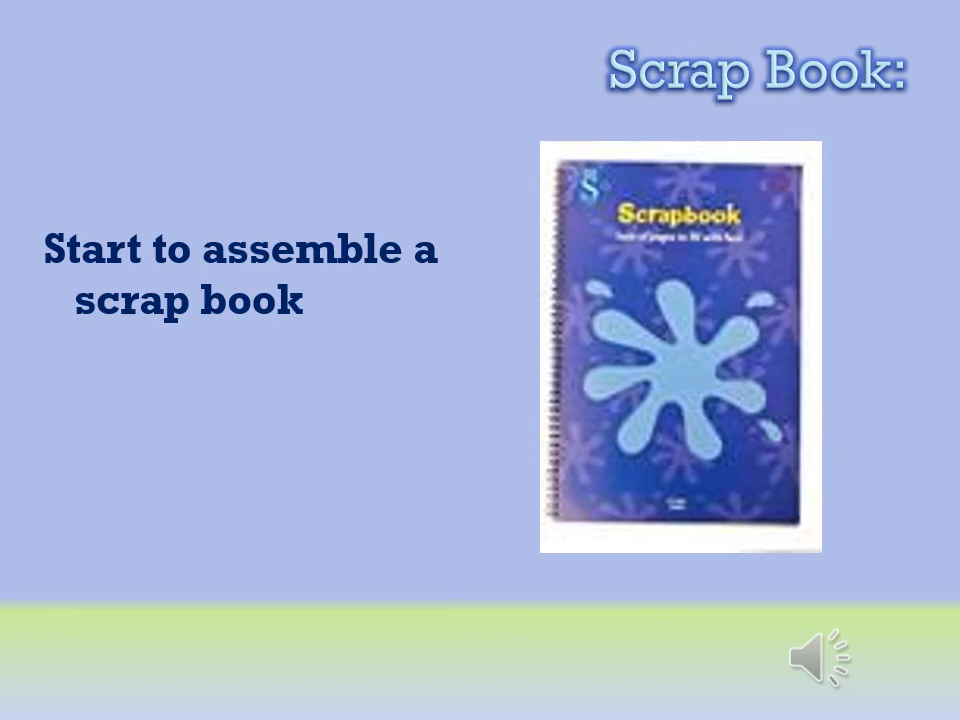 Scrap Book:
Start to assemble a
scrap book
S
Scrapbook